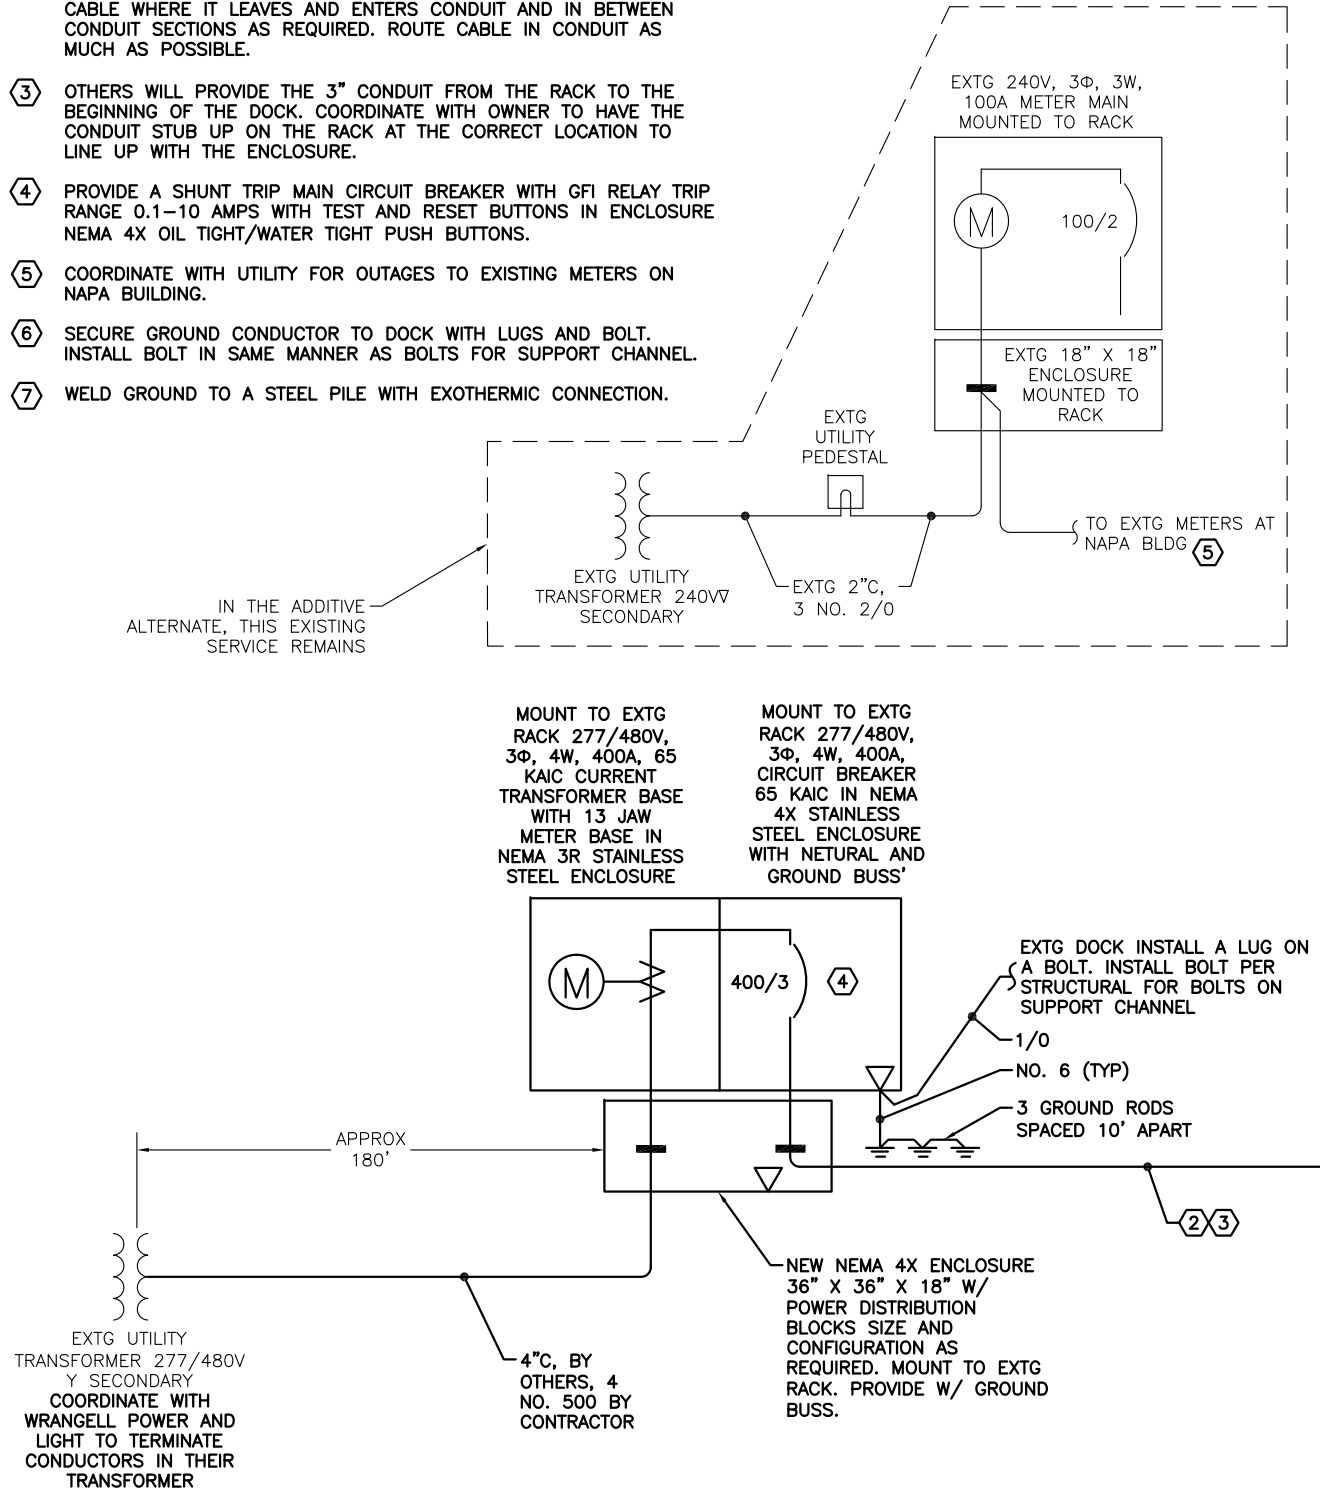 CABLE WHERE IT LEAVES AND ENTERS CONDUIT AND IN BETWEEN
CONDUIT SECTIONS AS REQUIRED. ROUTE CABLE IN CONDUIT AS
MUCH AS POSSIBLE.
3 OTHERS WILL PROVIDE THE 3" CONDUIT FROM THE RACK TO THE
BEGINNING OF THE DOCK. COORDINATE WITH OWNER TO HAVE THE
CONDUIT STUB UP ON THE RACK AT THE CORRECT LOCATION TO
LINE UP WITH THE ENCLOSURE.
4 PROVIDE A SHUNT TRIP MAIN CIRCUIT BREAKER WITH GFI RELAY TRIP
RANGE 0.1-10 AMPS WITH TEST AND RESET BUTTONS IN ENCLOSURE
NEMA 4X OIL TIGHT/WATER TIGHT PUSH BUTTONS.
5 COORDINATE WITH UTILITY FOR OUTAGES TO EXISTING METERS ON
NAPA BUILDING.
6 SECURE GROUND CONDUCTOR TO DOCK WITH LUGS AND BOLT.
INSTALL BOLT IN SAME MANNER AS BOLTS FOR SUPPORT CHANNEL.
7 WELD GROUND TO A STEEL PILE WITH EXOTHERMIC CONNECTION.
EXTG 240V, 3Φ, 3W,
100A METER MAIN
MOUNTED TO RACK
M
100/2
EXTG 18" X 18"
ENCLOSURE
MOUNTED TO
RACK
EXTG
UTILITY
PEDESTAL
TO EXTG METERS AT
NAPA BLDG 5
EXTG UTILITY
TRANSFORMER 240V∇
SECONDARY
EXTG 2"C,
3 NO. 2/0
IN THE ADDITIVE
ALTERNATE, THIS EXISTING
SERVICE REMAINS
MOUNT TO EXTG
RACK 277/480V,
3Φ, 4W, 400A, 65
KAIC CURRENT
TRANSFORMER BASE
WITH 13 JAW
METER BASE IN
NEMA 3R STAINLESS
STEEL ENCLOSURE
MOUNT TO EXTG
RACK 277/480V,
3Φ, 4W, 400A,
CIRCUIT BREAKER
65 KAIC IN NEMA
4X STAINLESS
STEEL ENCLOSURE
WITH NETURAL AND
GROUND BUSS'
M
400/3
4
EXTG DOCK INSTALL A LUG ON
A BOLT. INSTALL BOLT PER
STRUCTURAL FOR BOLTS ON
SUPPORT CHANNEL
1/0
NO. 6 (TYP)
3 GROUND RODS
SPACED 10' APART
APPROX
180'
2 3
NEW NEMA 4X ENCLOSURE
36" X 36" X 18" W/
POWER DISTRIBUTION
BLOCKS SIZE AND
CONFIGURATION AS
REQUIRED. MOUNT TO EXTG
RACK. PROVIDE W/ GROUND
BUSS.
4"C, BY
OTHERS, 4
NO. 500 BY
CONTRACTOR
EXTG UTILITY
TRANSFORMER 277/480V
Y SECONDARY
COORDINATE WITH
WRANGELL POWER AND
LIGHT TO TERMINATE
CONDUCTORS IN THEIR
TRANSFORMER